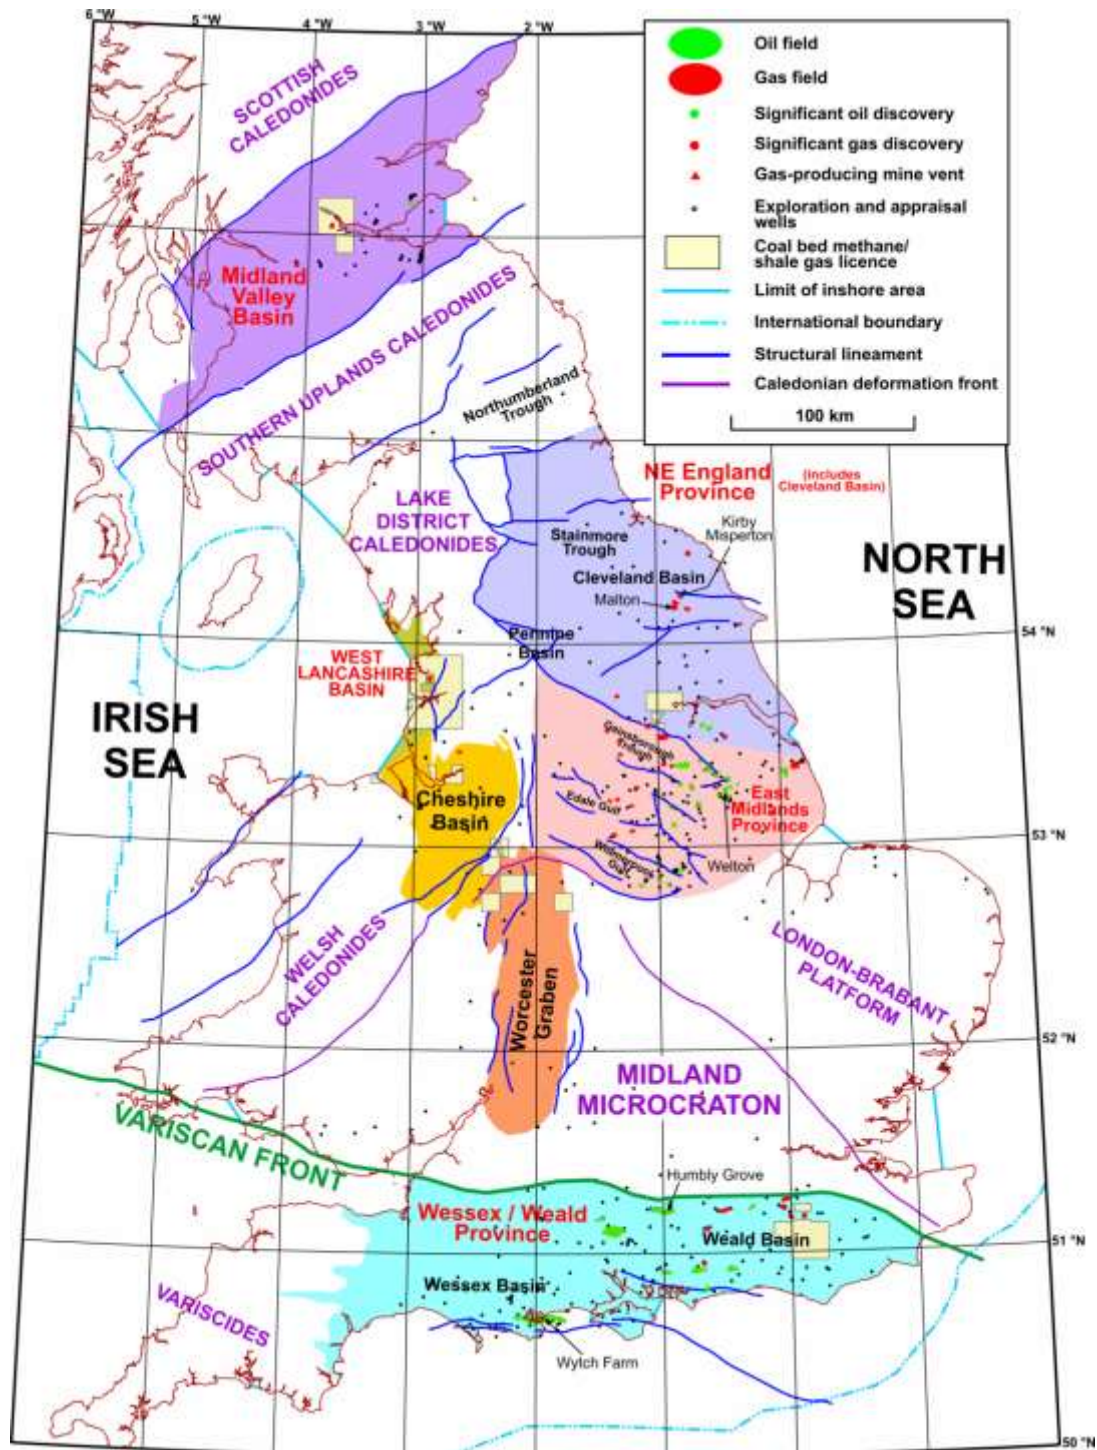 6 °W
5 °W
4 °W
3 °W
2 °W
Oil field
Gas field
Significant oil discovery
Significant gas discovery
Gas-producing mine vent
Exploration and appraisal
wells
Coal bed methane/
shale gas licence
Limit of inshore area
International boundary
Structural lineament
Caledonian deformation front
100 km
SCOTTISH
CALEDONIDES
Midland
Valley
Basin
SOUTHERN UPLANDS CALEDONIDES
Northumberland
Trough
NE England
Province
(includes
Cleveland Basin)
LAKE
DISTRICT
CALEDONIDES
Kirby
Misperton
Stainmore
Trough
Cleveland Basin
Malton
NORTH
SEA
54 °N
Pennine
Basin
WEST
LANCASHIRE
BASIN
IRISH
SEA
Gainsborough
Trough
Cheshire
Basin
Edale Gulf
East
Midlands
Province
53 °N
Widmerpool
Gulf
Welton
WELSH
CALEDONIDES
LONDON-BRABANT
PLATFORM
Worcester
Graben
52 °N
MIDLAND
MICROCRATON
VARISCAN FRONT
Humbly Grove
Wessex / Weald
Province
Weald Basin
51 °N
Wessex Basin
VARISCIDES
Wytch Farm
50 °N